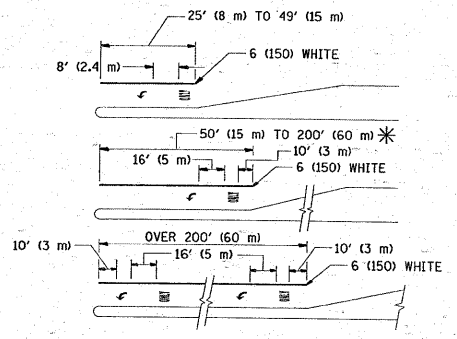 25' (8 m) TO 49' (15 m)
6 (150) WHITE
8' (2.4 m)
50' (15 m) TO 200' (60 m) *
16' (5 m)
10' (3 m)
6 (150) WHITE
OVER 200' (60 m)
10' (3 m)
16' (5 m)
10' (3 m)
6 (150) WHITE